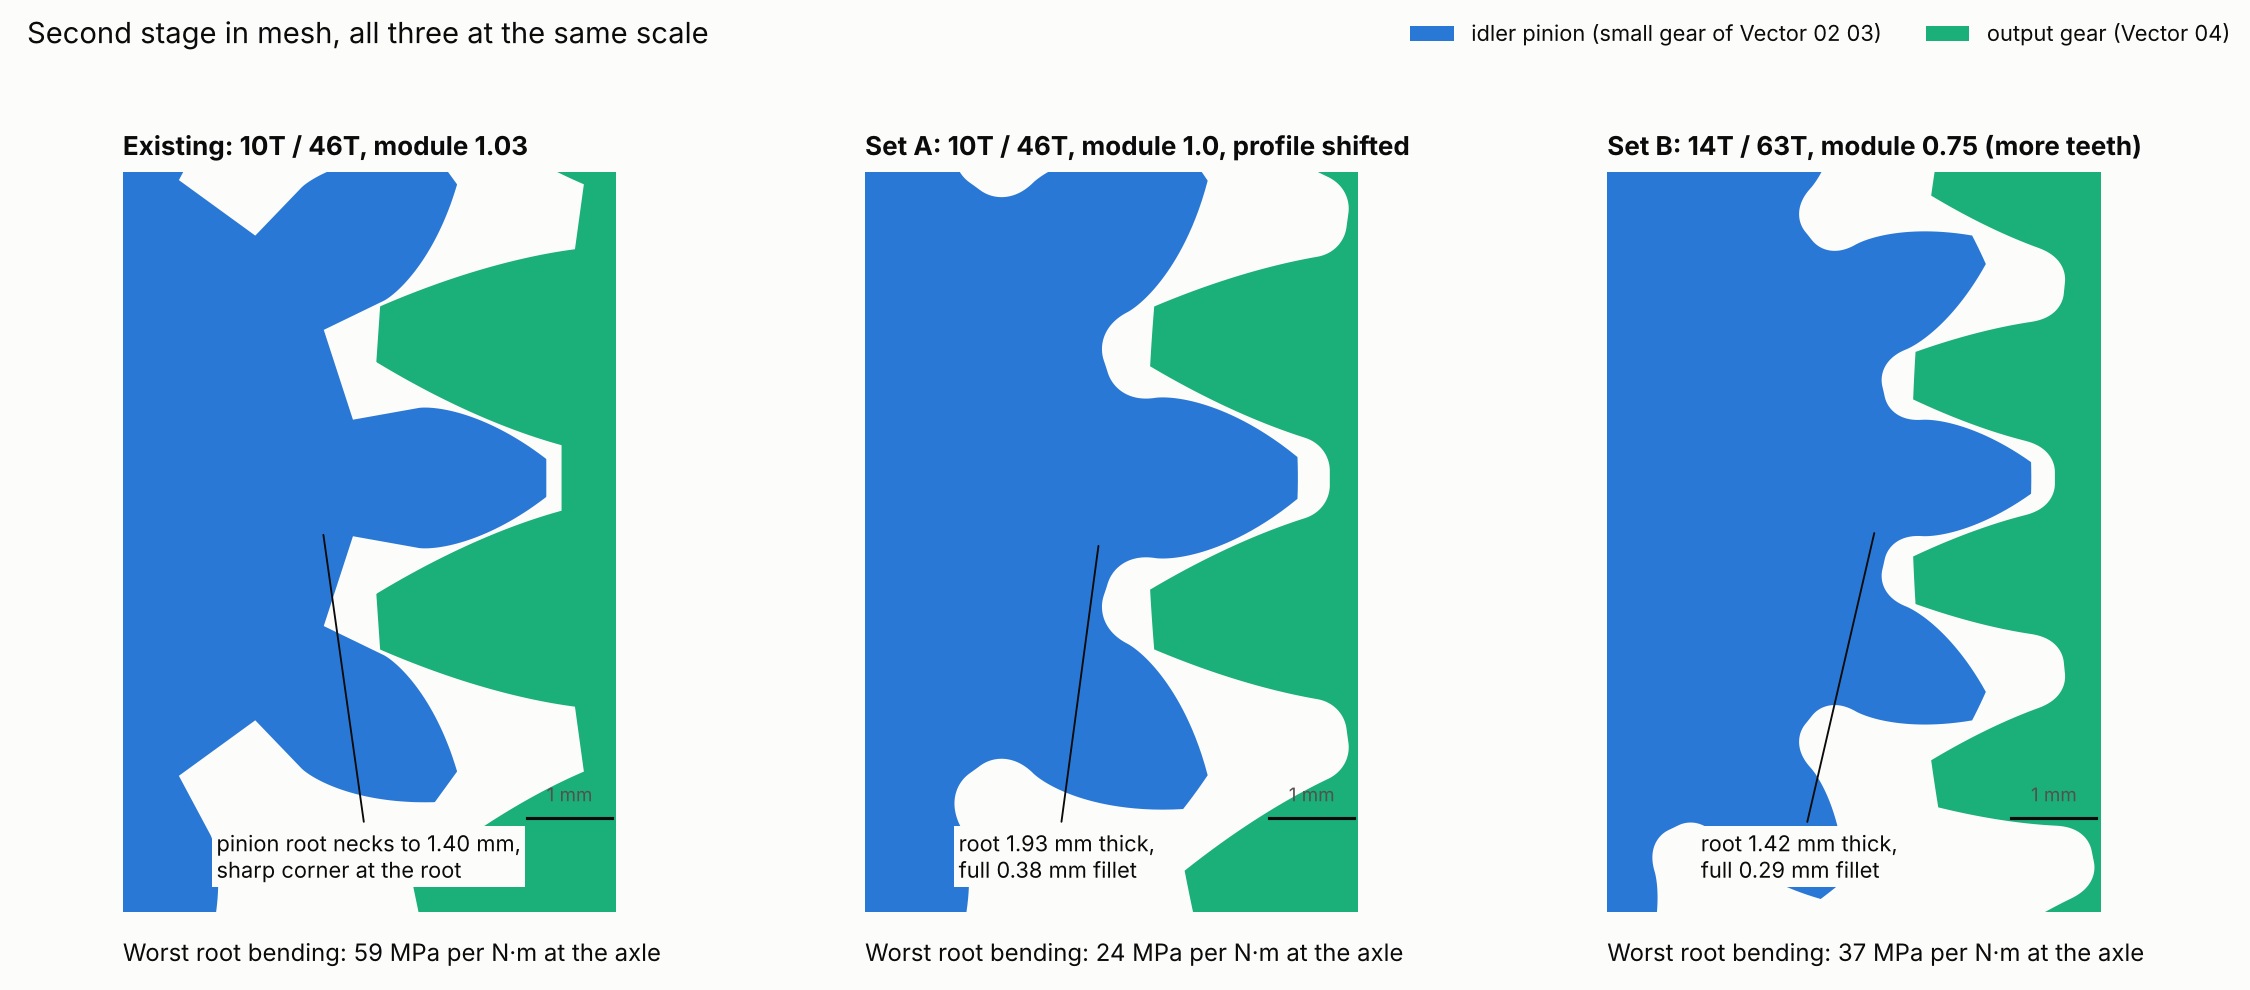 Second stage in mesh, all three at the same scale
idler pinion (small gear of Vector 02 03)
output gear (Vector 04)
Existing: 10T / 46T, module 1.03
Set A: 10T / 46T, module 1.0, profile shifted
Set B: 14T / 63T, module 0.75 (more teeth)
1 mm
1 mm
1 mm
pinion root necks to 1.40 mm,
sharp corner at the root
root 1.93 mm thick,
full 0.38 mm fillet
root 1.42 mm thick,
full 0.29 mm fillet
Worst root bending: 59 MPa per N·m at the axle
Worst root bending: 24 MPa per N·m at the axle
Worst root bending: 37 MPa per N·m at the axle